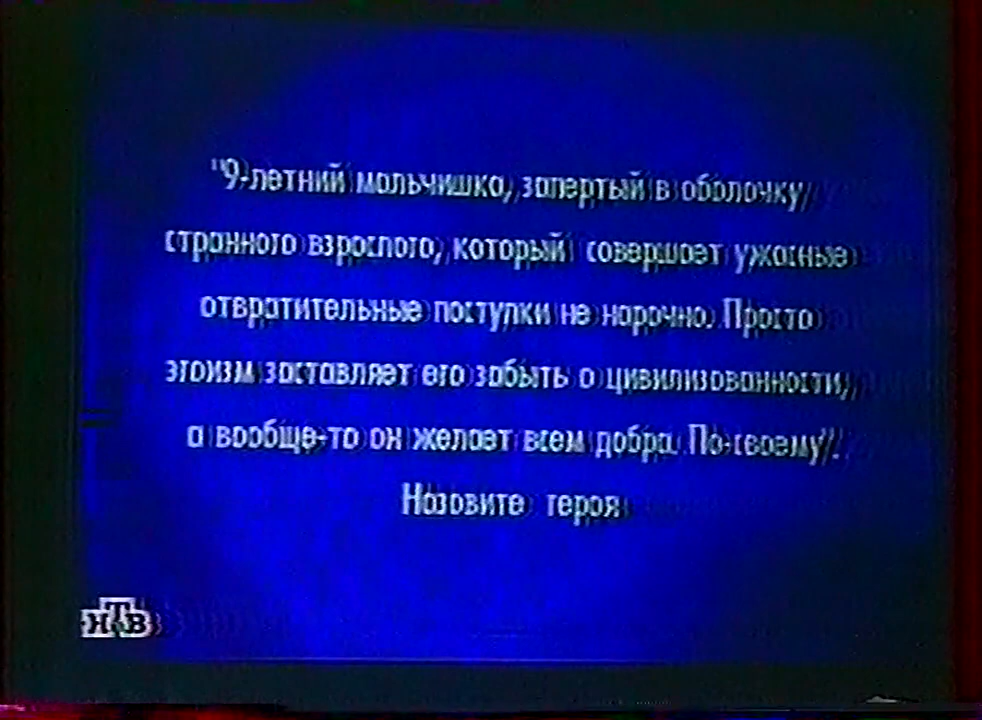 "9-летний мальчишка, запертый в оболочку
странного взрослого, который совершает ужасные
отвратительные поступки не нарочно. Просто
эгоизм заставляет его забыть о цивилизованности,
а вообще-то он желает всем добра. По-своему".
Назовите героя
НТВ